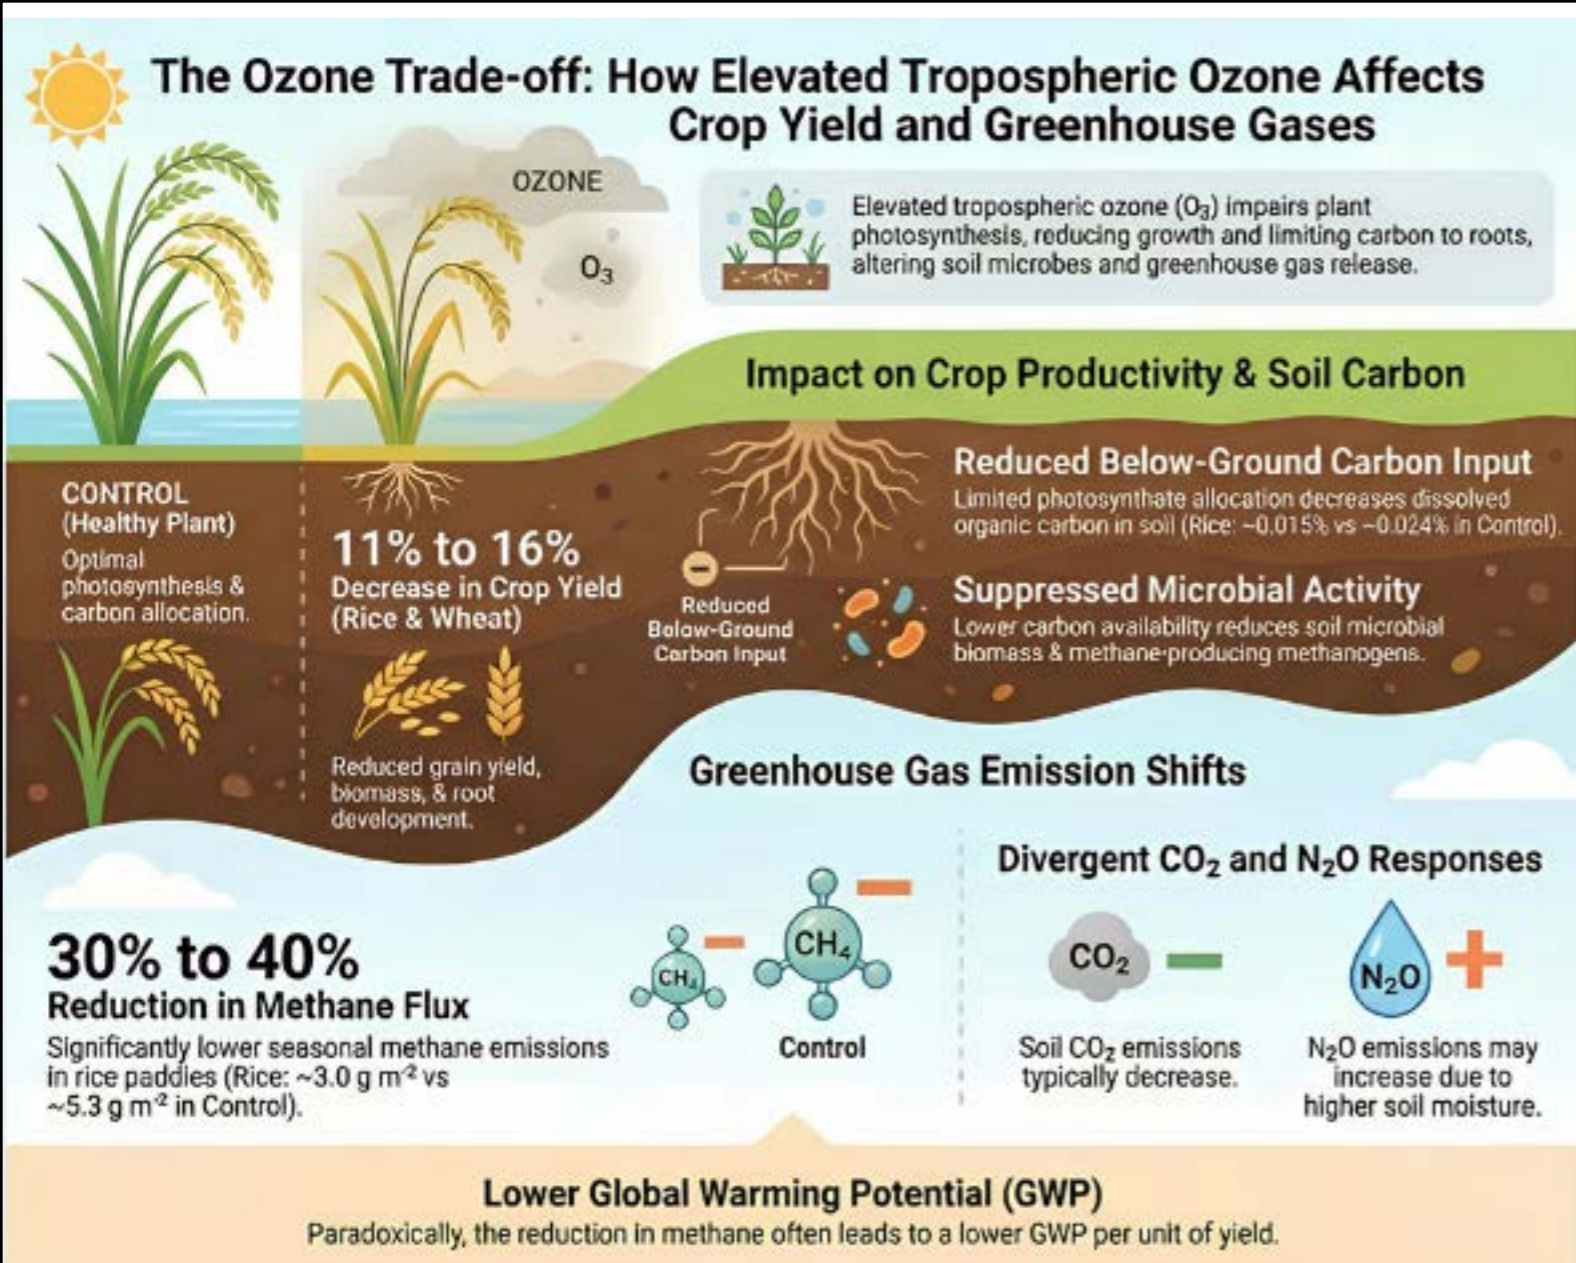 The Ozone Trade-off: How Elevated Tropospheric Ozone Affects
Crop Yield and Greenhouse Gases
OZONE
O₃
Elevated tropospheric ozone (O₃) impairs plant
photosynthesis, reducing growth and limiting carbon to roots,
altering soil microbes and greenhouse gas release.
Impact on Crop Productivity & Soil Carbon
CONTROL
(Healthy Plant)
Optimal
photosynthesis &
carbon allocation.
11% to 16%
Decrease in Crop Yield
(Rice & Wheat)
Reduced grain yield,
biomass, & root
development.
Reduced
Below-Ground
Carbon Input
Reduced Below-Ground Carbon Input
Limited photosynthate allocation decreases dissolved
organic carbon in soil (Rice: ~0.015% vs ~0.024% in Control).
Suppressed Microbial Activity
Lower carbon availability reduces soil microbial
biomass & methane-producing methanogens.
Greenhouse Gas Emission Shifts
30% to 40%
Reduction in Methane Flux
Significantly lower seasonal methane emissions
in rice paddles (Rice: ~3.0 g m⁻² vs
~5.3 g m⁻² in Control).
CH₄
CH₄
Control
Divergent CO₂ and N₂O Responses
CO₂
Soil CO₂ emissions
typically decrease.
N₂O
N₂O emissions may
increase due to
higher soil moisture.
Lower Global Warming Potential (GWP)
Paradoxically, the reduction in methane often leads to a lower GWP per unit of yield.